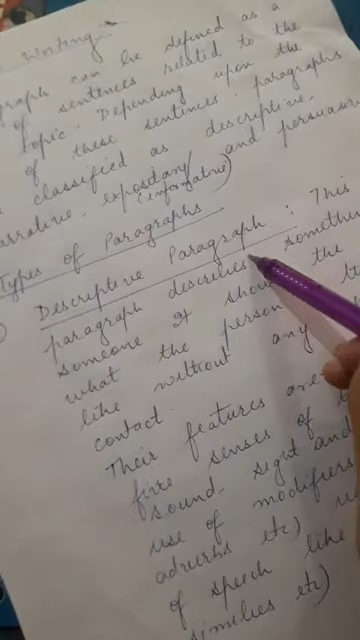 Writing
graph can be defined as a
of sentences related to the
topic. Depending upon the
of these sentences paragraphs
classified as descriptive,
narrative, expository and persuasive
(informative)
Types of Paragraphs
Descriptive Paragraph : This
paragraph describes
someone It the
what the person
like without any
contact.
Their features are
five senses of
sound, sight and
use of modifiers
adverbs etc)
of speech like
similies etc)